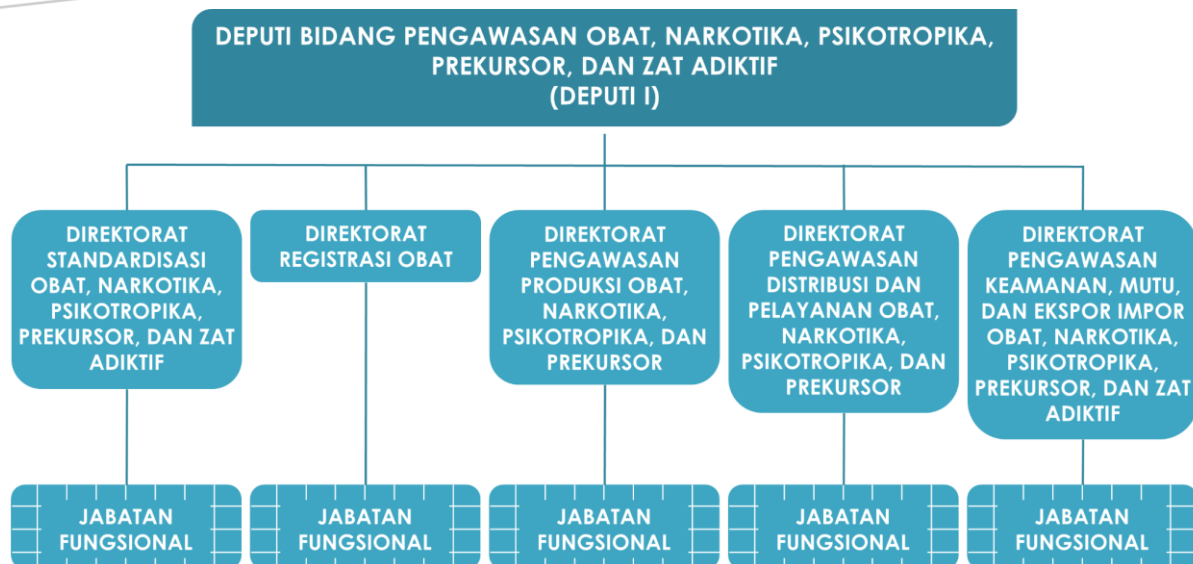 DEPUTI BIDANG PENGAWASAN OBAT, NARKOTIKA, PSIKOTROPIKA,
PREKURSOR, DAN ZAT ADIKTIF
(DEPUTI I)
DIREKTORAT
STANDARDISASI
OBAT, NARKOTIKA,
PSIKOTROPIKA,
PREKURSOR, DAN ZAT
ADIKTIF
DIREKTORAT
REGISTRASI OBAT
DIREKTORAT
PENGAWASAN
PRODUKSI OBAT,
NARKOTIKA,
PSIKOTROPIKA, DAN
PREKURSOR
DIREKTORAT
PENGAWASAN
DISTRIBUSI DAN
PELAYANAN OBAT,
NARKOTIKA,
PSIKOTROPIKA, DAN
PREKURSOR
DIREKTORAT
PENGAWASAN
KEAMANAN, MUTU,
DAN EKSPOR IMPOR
OBAT, NARKOTIKA,
PSIKOTROPIKA,
PREKURSOR, DAN ZAT
ADIKTIF
JABATAN
FUNGSIONAL
JABATAN
FUNGSIONAL
JABATAN
FUNGSIONAL
JABATAN
FUNGSIONAL
JABATAN
FUNGSIONAL